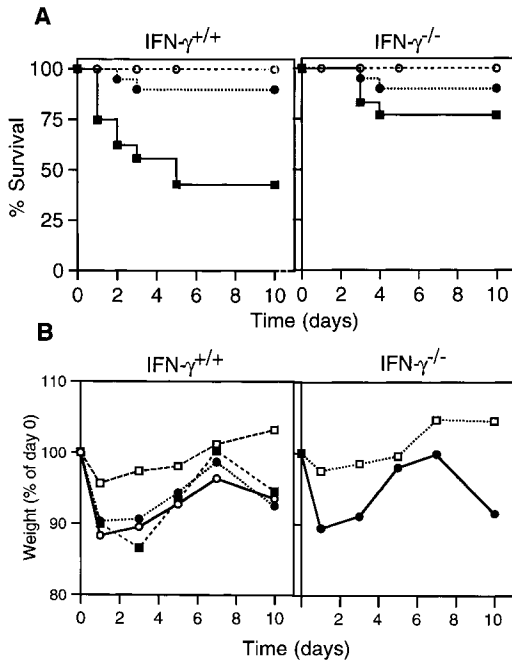 A
IFN-γ+/+
IFN-γ-/-
% Survival
100
75
50
25
0
0 2 4 6 8 10
0 2 4 6 8 10
Time (days)
B
IFN-γ+/+
IFN-γ-/-
Weight (% of day 0)
110
100
90
80
0 2 4 6 8 10
0 2 4 6 8 10
Time (days)